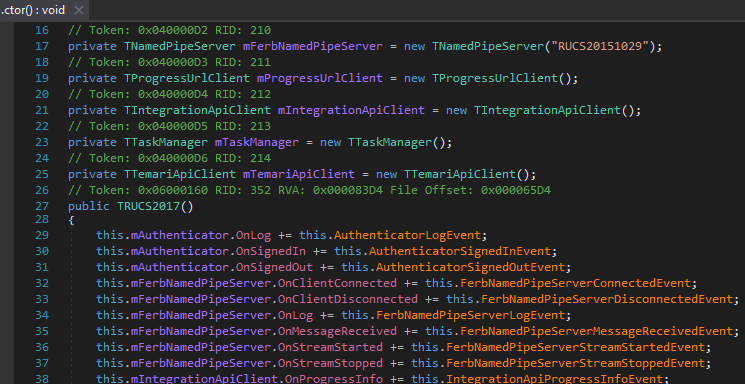 .ctor() : void ×
16 // Token: 0x040000D2 RID: 210
17 private TNamedPipeServer mFerbNamedPipeServer = new TNamedPipeServer("RUCS20151029");
18 // Token: 0x040000D3 RID: 211
19 private TProgressUrlClient mProgressUrlClient = new TProgressUrlClient();
20 // Token: 0x040000D4 RID: 212
21 private TIntegrationApiClient mIntegrationApiClient = new TIntegrationApiClient();
22 // Token: 0x040000D5 RID: 213
23 private TTaskManager mTaskManager = new TTaskManager();
24 // Token: 0x040000D6 RID: 214
25 private TTemariApiClient mTemariApiClient = new TTemariApiClient();
26 // Token: 0x06000160 RID: 352 RVA: 0x000083D4 File Offset: 0x000065D4
27 public TRUCS2017()
28 {
29 this.mAuthenticator.OnLog += this.AuthenticatorLogEvent;
30 this.mAuthenticator.OnSignedIn += this.AuthenticatorSignedInEvent;
31 this.mAuthenticator.OnSignedOut += this.AuthenticatorSignedOutEvent;
32 this.mFerbNamedPipeServer.OnClientConnected += this.FerbNamedPipeServerConnectedEvent;
33 this.mFerbNamedPipeServer.OnClientDisconnected += this.FerbNamedPipeServerDisconnectedEvent;
34 this.mFerbNamedPipeServer.OnLog += this.FerbNamedPipeServerLogEvent;
35 this.mFerbNamedPipeServer.OnMessageReceived += this.FerbNamedPipeServerMessageReceivedEvent;
36 this.mFerbNamedPipeServer.OnStreamStarted += this.FerbNamedPipeServerStreamStartedEvent;
37 this.mFerbNamedPipeServer.OnStreamStopped += this.FerbNamedPipeServerStreamStoppedEvent;
38 this.mIntegrationApiClient.OnProgressInfo += this.IntegrationApiProgressInfoEvent;